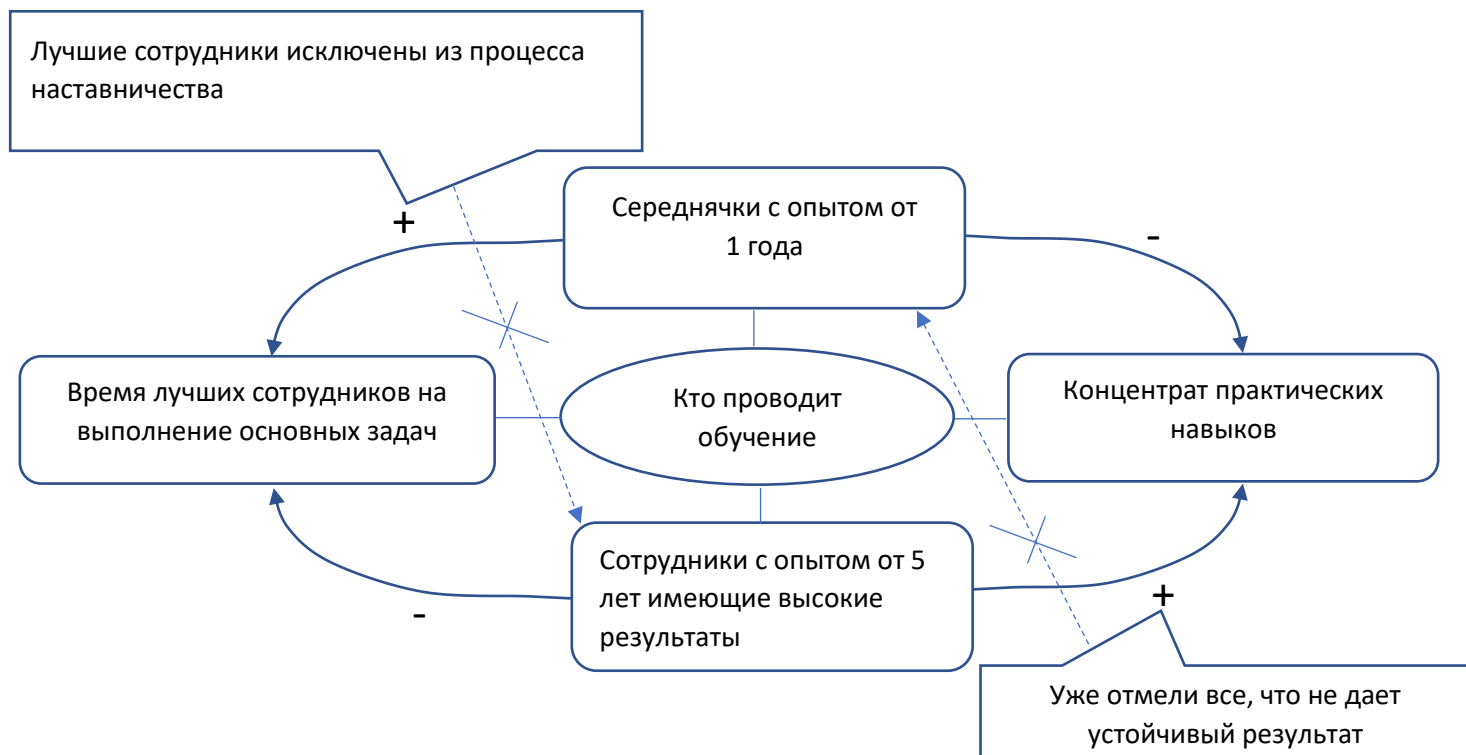 Лучшие сотрудники исключены из процесса
наставничества
+
Середнячки с опытом от
1 года
-
Время лучших сотрудников на
выполнение основных задач
Кто проводит
обучение
Концентрат практических
навыков
-
Сотрудники с опытом от 5
лет имеющие высокие
результаты
+
Уже отмели все, что не дает
устойчивый результат